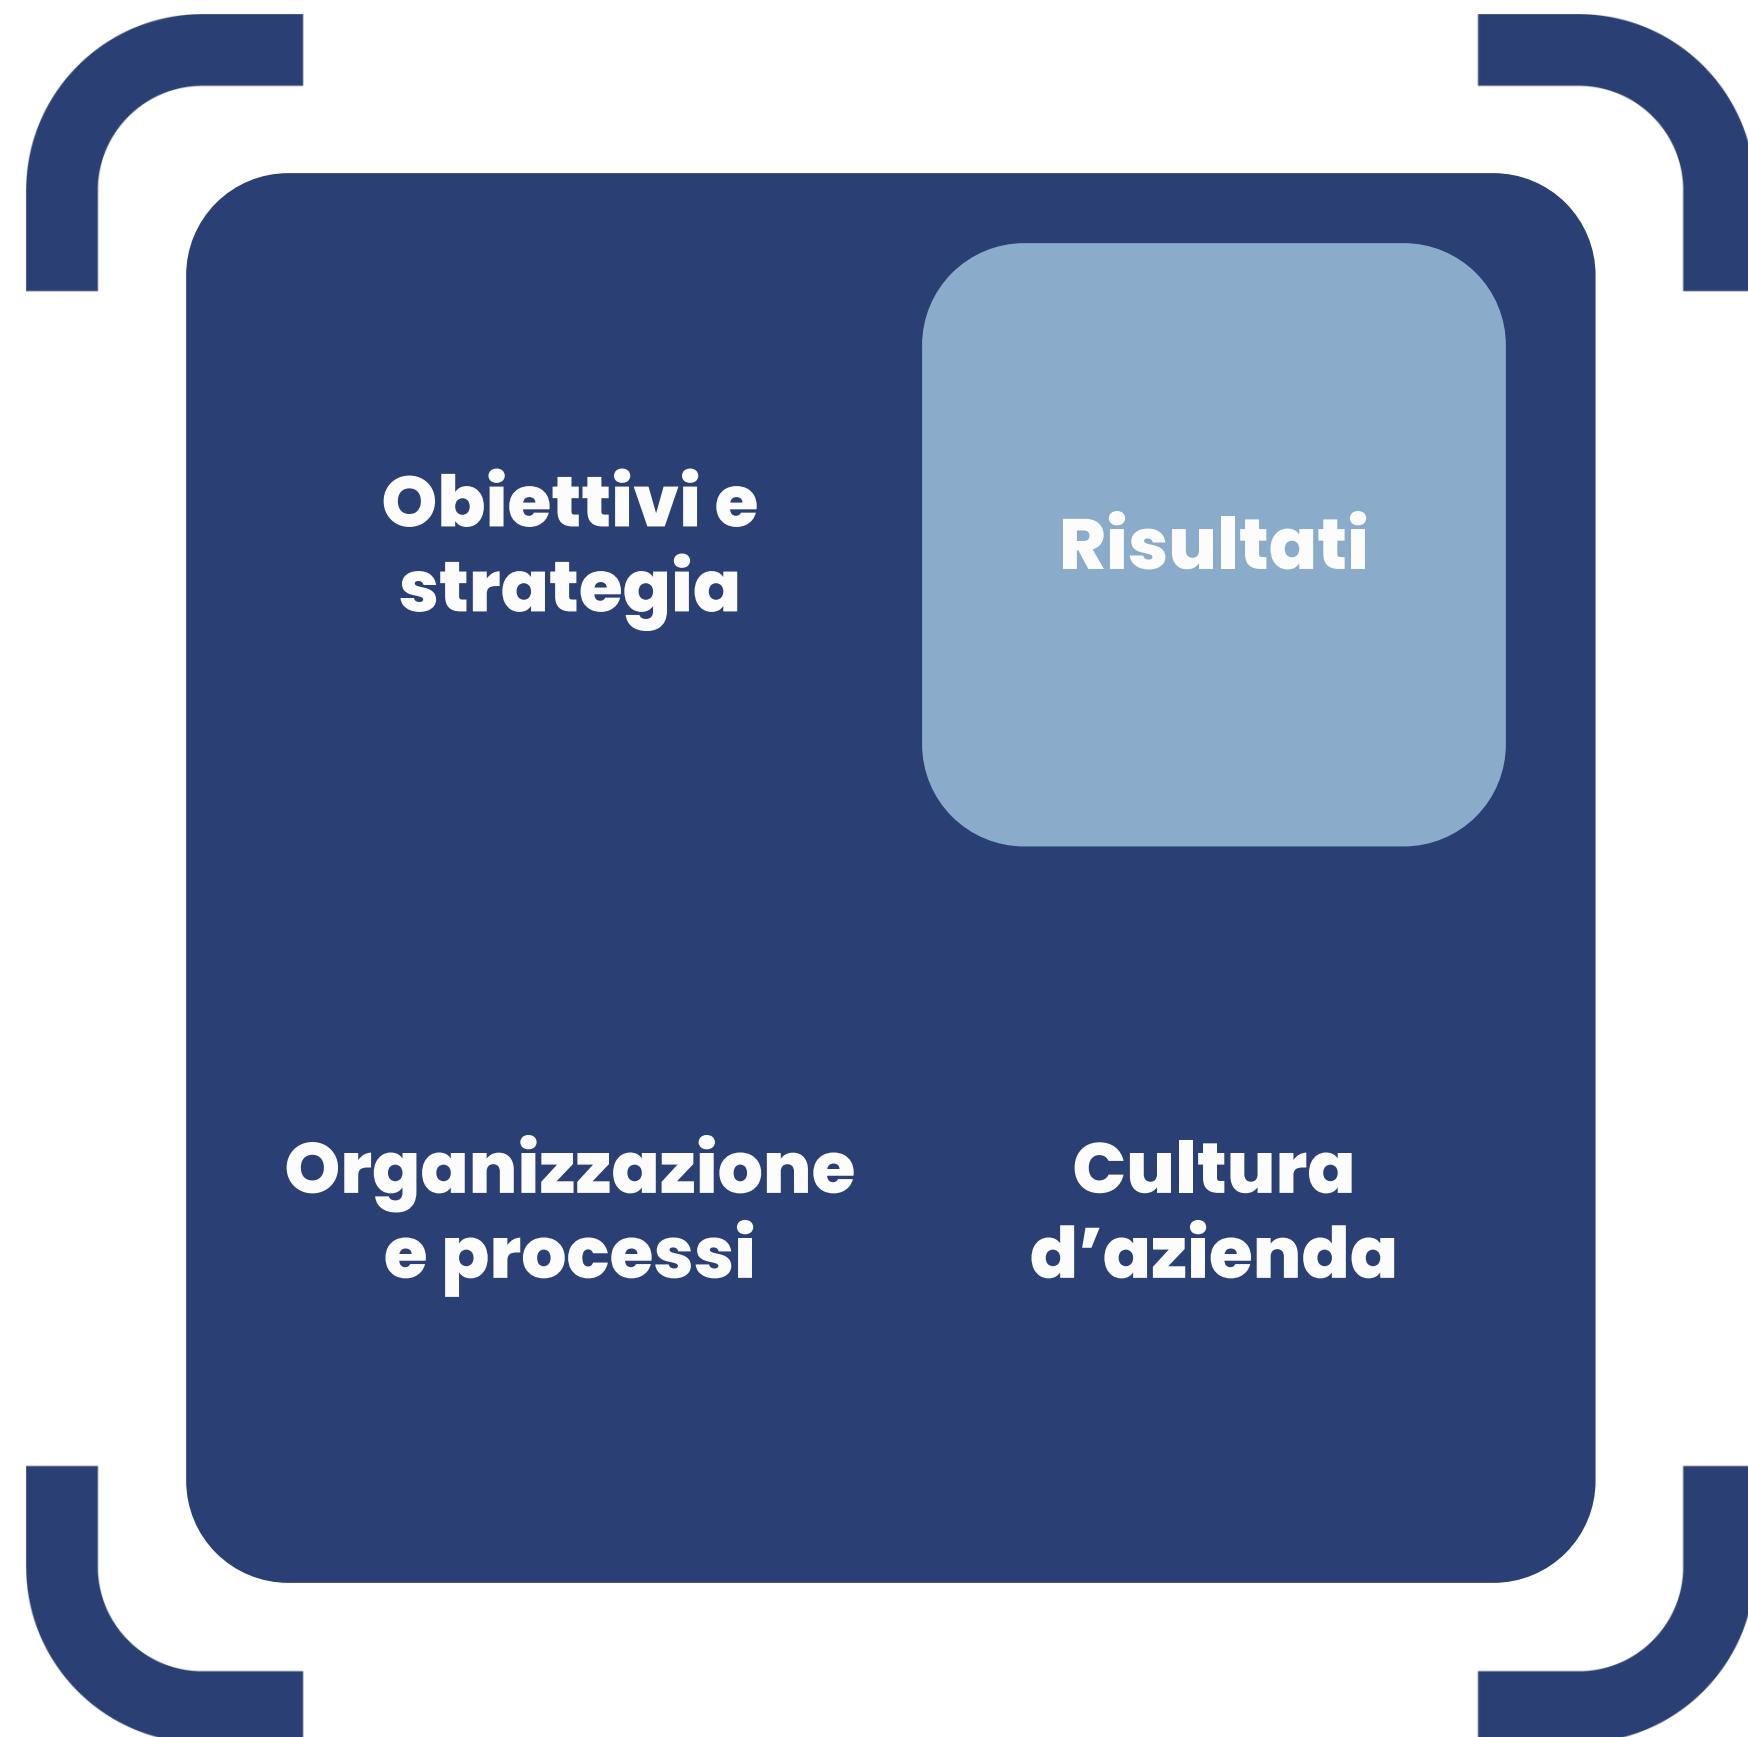 Obiettivi e
strategia
Risultati
Organizzazione
e processi
Cultura
d’azienda